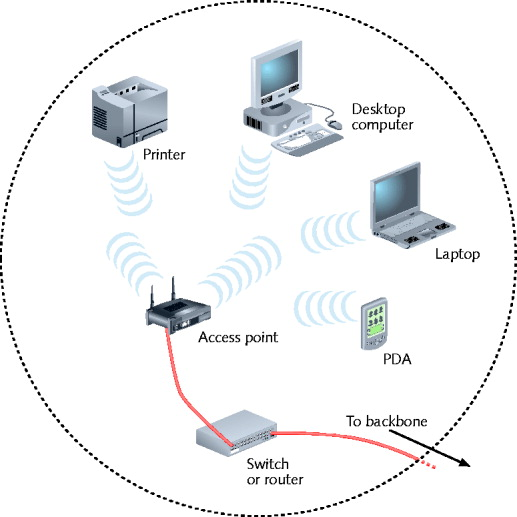 Desktop
computer
Printer
Laptop
Access point
PDA
To backbone
Switch
or router